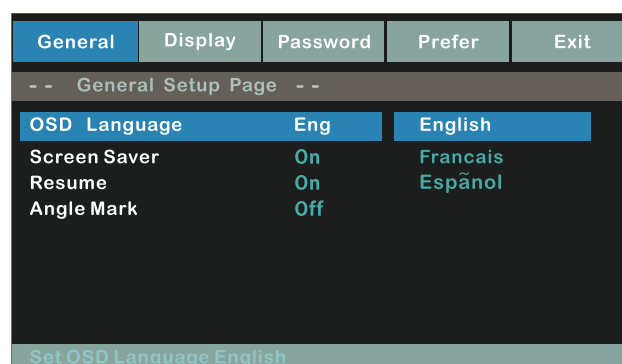 General Display Password Prefer Exit
-- General Setup Page --
OSD Language Eng English
Screen Saver On Francais
Resume On Espãnol
Angle Mark Off
Set OSD Language English